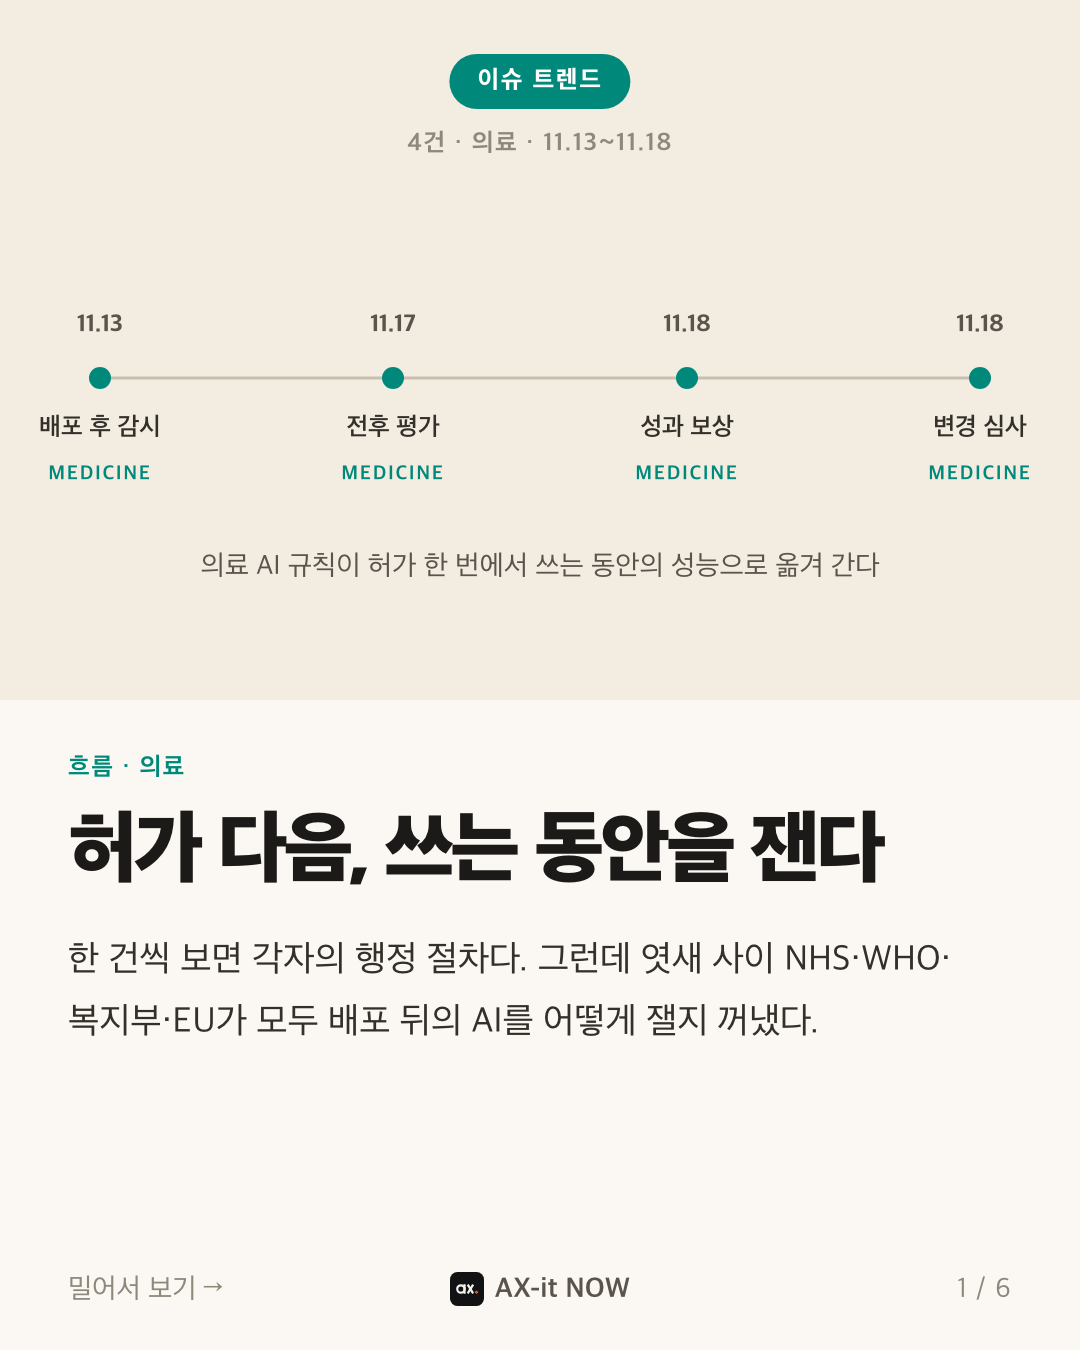 이슈 트렌드
4건 · 의료 · 11.13~11.18
11.13 11.17 11.18 11.18
배포 후 감시 전후 평가 성과 보상 변경 심사
MEDICINE MEDICINE MEDICINE MEDICINE
의료 AI 규칙이 허가 한 번에서 쓰는 동안의 성능으로 옮겨 간다
흐름 · 의료
허가 다음, 쓰는 동안을 잰다
한 건씩 보면 각자의 행정 절차다. 그런데 엿새 사이 NHS·WHO·
복지부·EU가 모두 배포 뒤의 AI를 어떻게 잴지 꺼냈다.
밀어서 보기 → ax. AX-it NOW 1 / 6